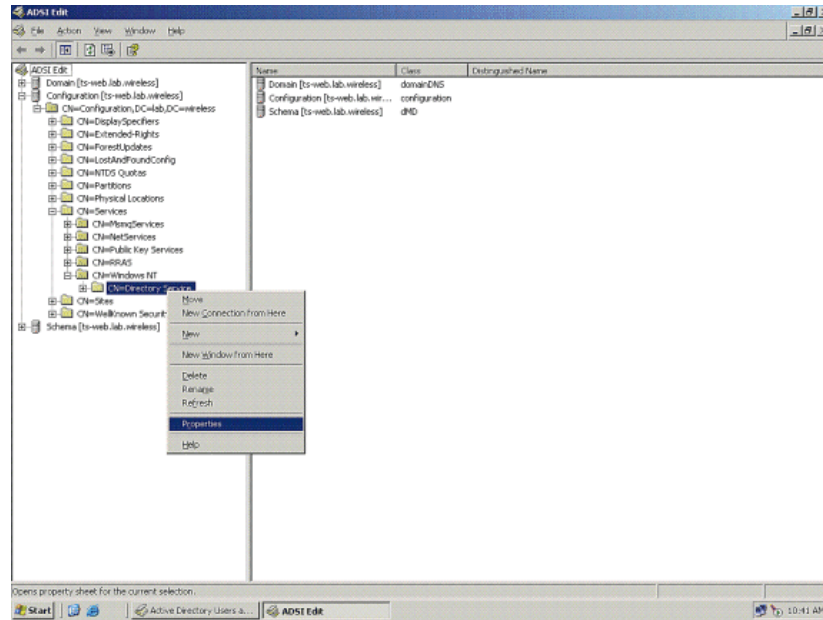 ADSI Edit
File Action View Window Help
ADSI Edit
Domain [ts-web.lab.wireless]
Configuration [ts-web.lab.wireless]
CN=Configuration,DC=lab,DC=wireless
CN=DisplaySpecifiers
CN=Extended-Rights
CN=ForestUpdates
CN=LostAndFoundConfig
CN=NTDS Quotas
CN=Partitions
CN=Physical Locations
CN=Services
CN=MsmqServices
CN=NetServices
CN=Public Key Services
CN=RRAS
CN=Windows NT
CN=Directory Service
CN=Sites
CN=WellKnown Securit
Schema [ts-web.lab.wireless]
Name Class Distinguished Name
Domain [ts-web.lab.wireless] domainDNS
Configuration [ts-web.lab.wir... configuration
Schema [ts-web.lab.wireless] dMD
Move
New Connection from Here
New
New Window from Here
Delete
Rename
Refresh
Properties
Help
Opens property sheet for the current selection.
Start Active Directory Users a... ADSI Edit 10:41 AM